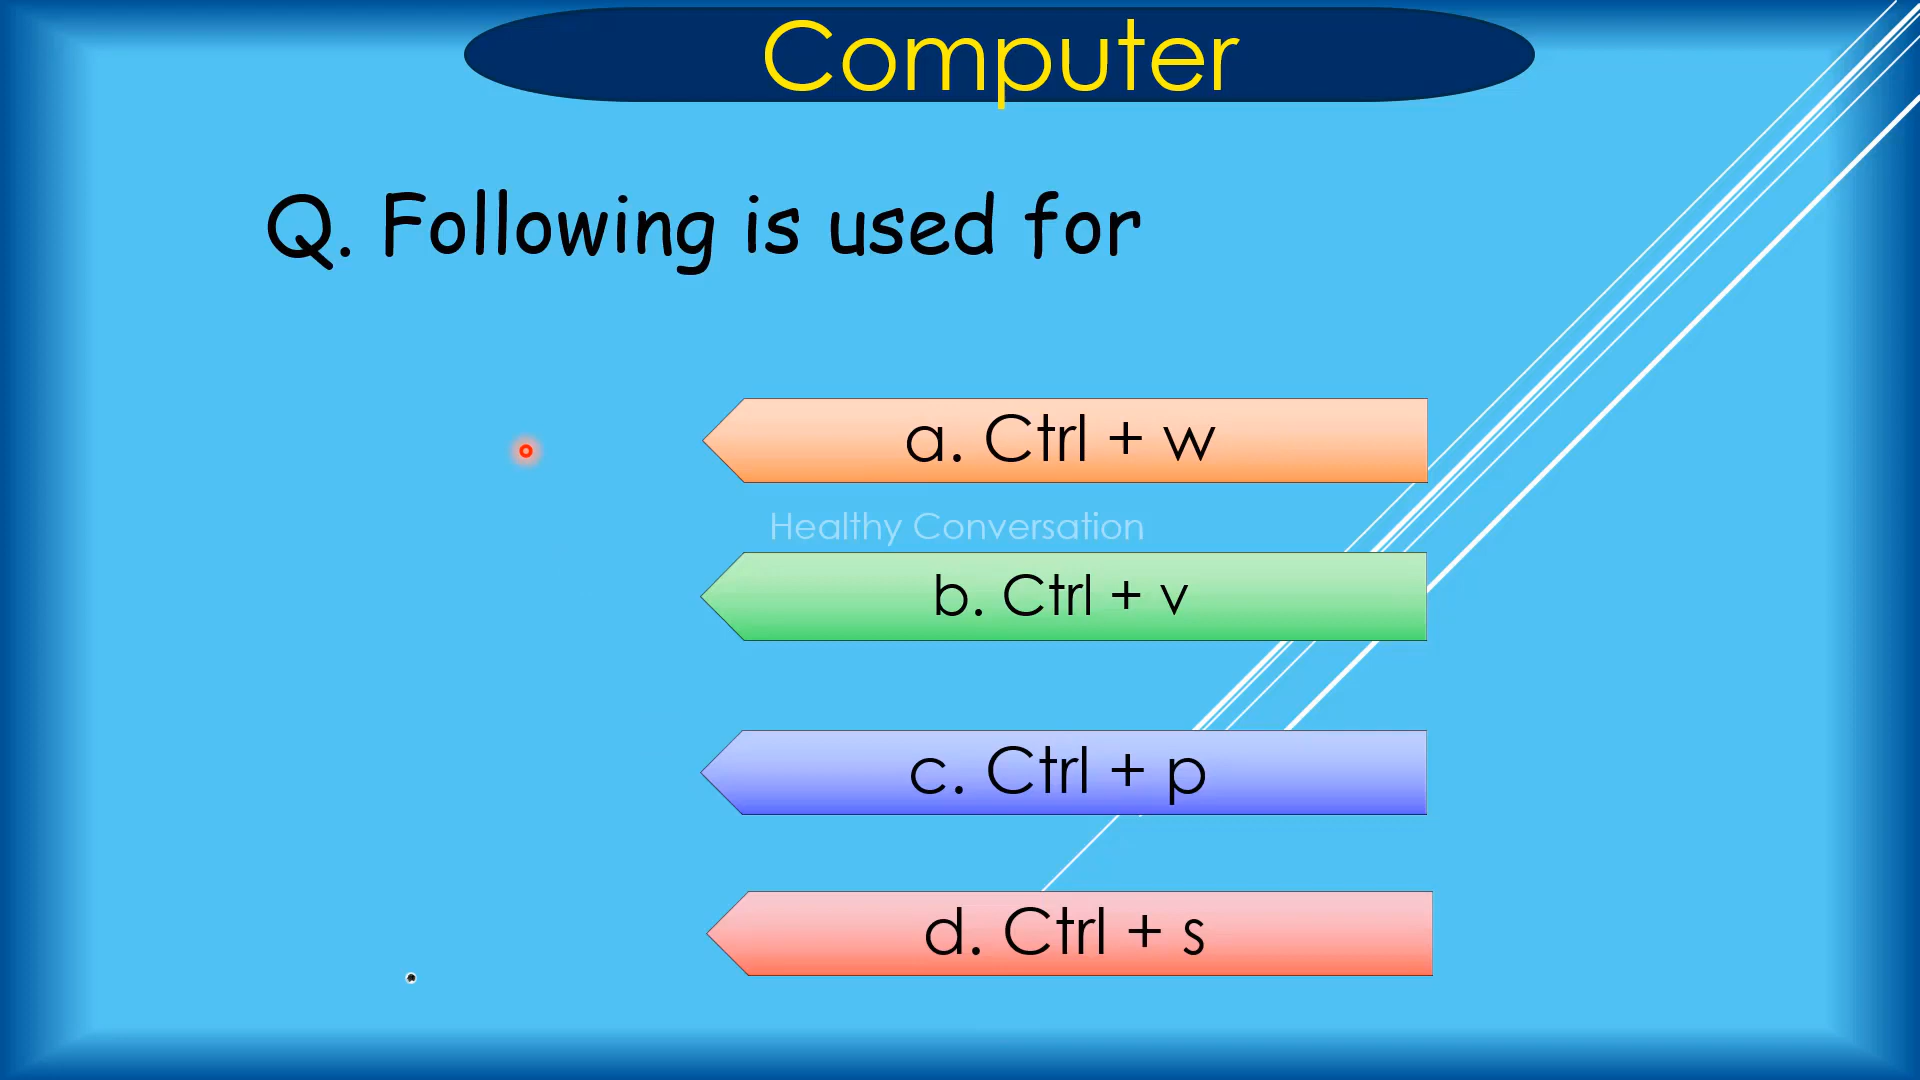 Computer
Q. Following is used for
a. Ctrl + w
Healthy Conversation
b. Ctrl + v
c. Ctrl + p
d. Ctrl + s